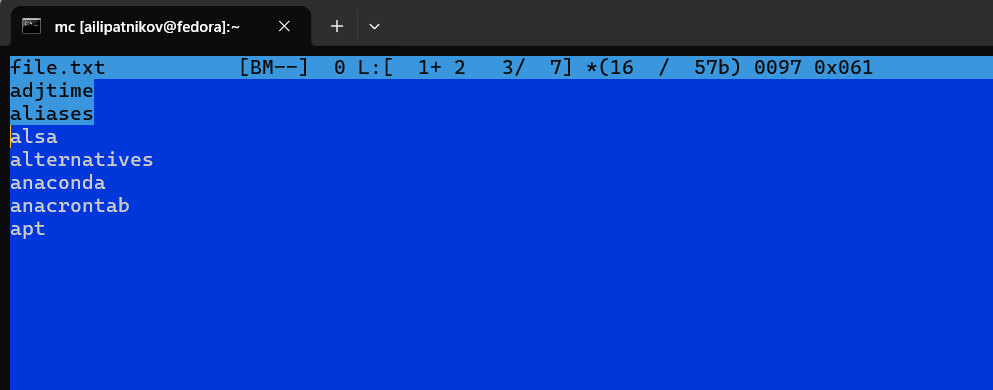 mc [ailipatnikov@fedora]:~
file.txt           [BM--]  0 L:[  1+ 2   3/  7] *(16  /  57b) 0097 0x061
adjtime
aliases
alsa
alternatives
anaconda
anacrontab
apt